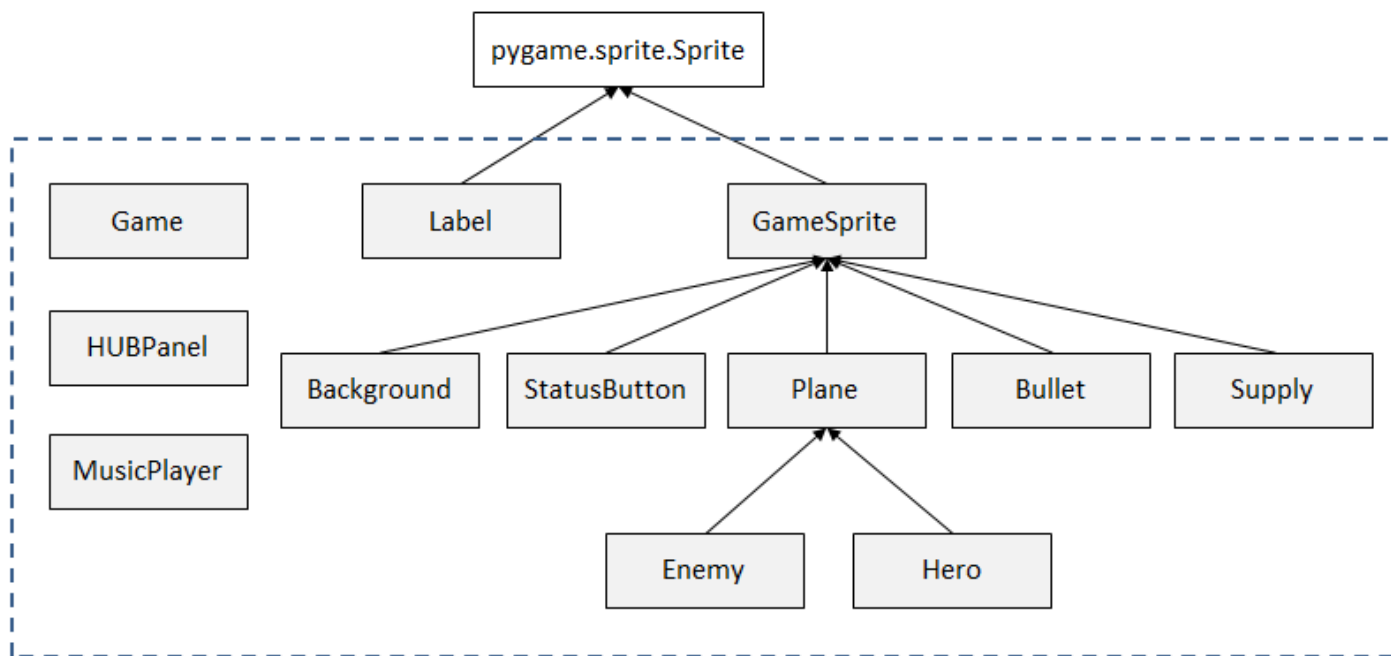 pygame.sprite.Sprite
Game
Label
GameSprite
HUBPanel
Background
StatusButton
Plane
Bullet
Supply
MusicPlayer
Enemy
Hero